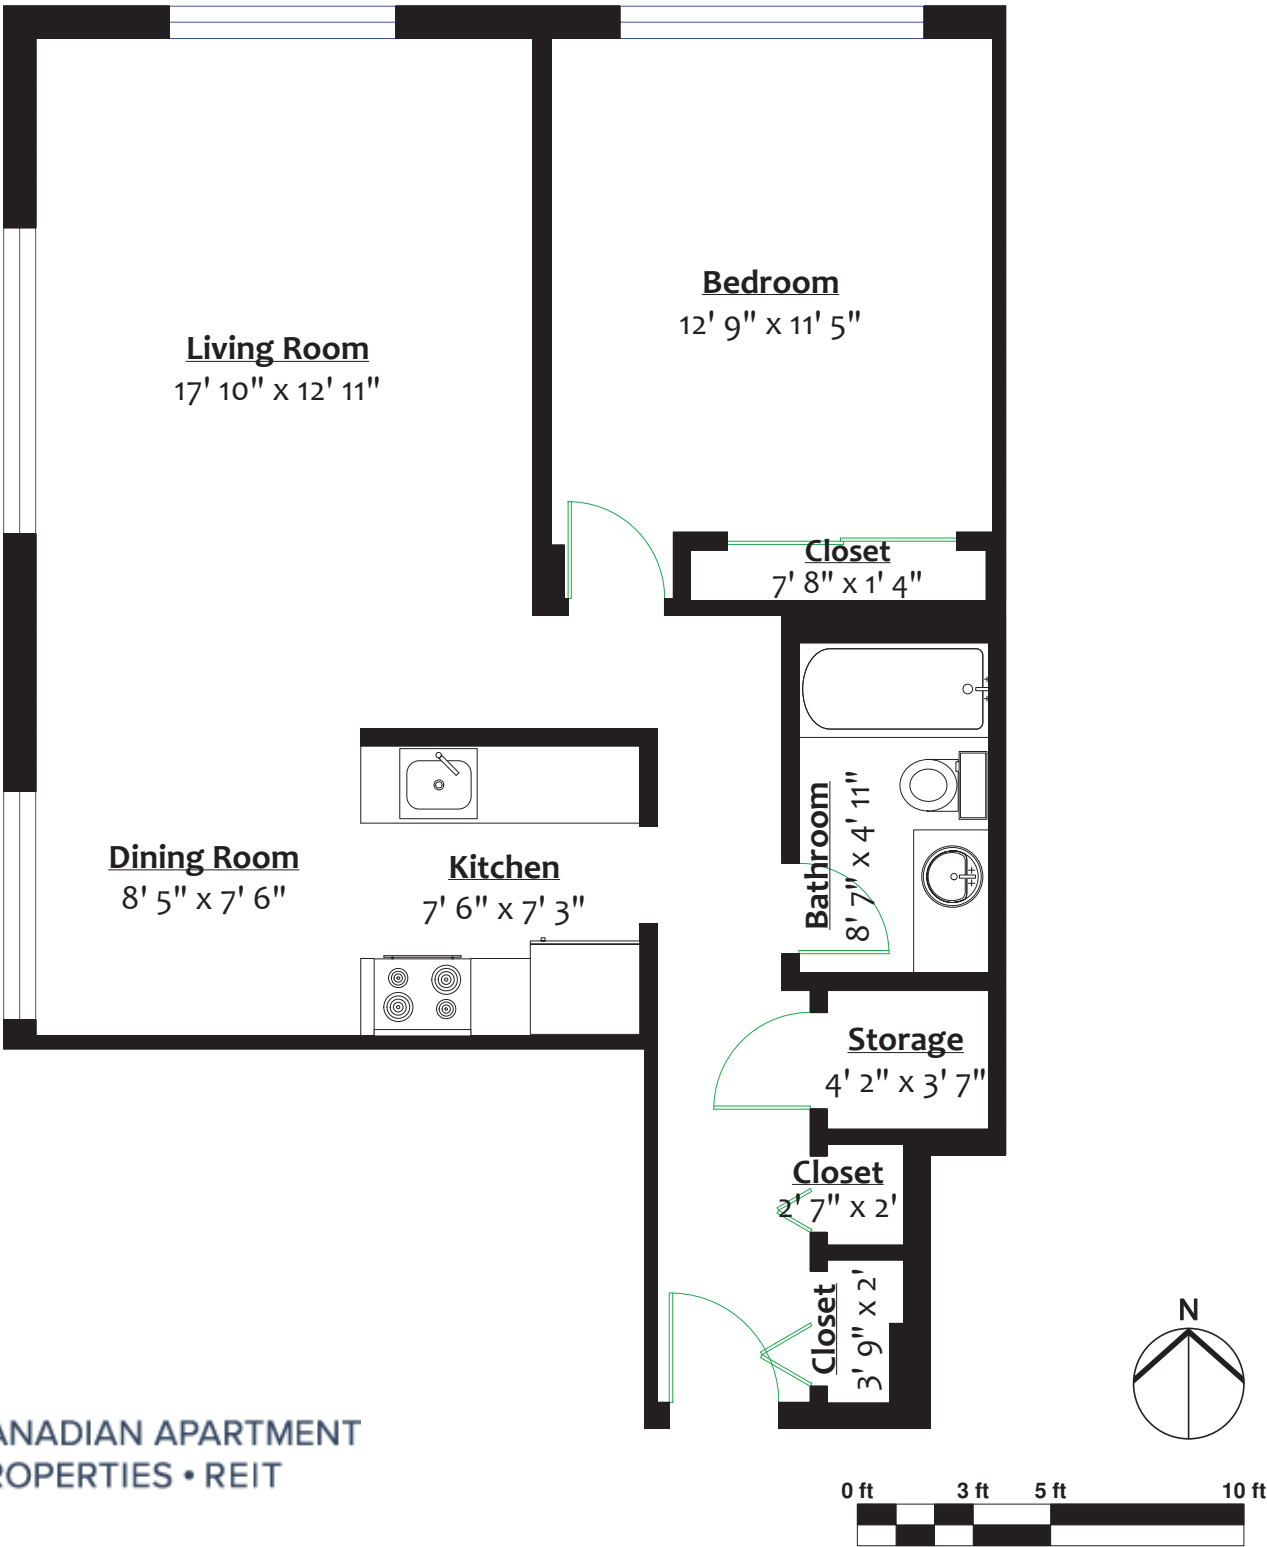 Bedroom
12' 9" x 11' 5"
Living Room
17' 10" x 12' 11"
Closet
7' 8" x 1' 4"
Bathroom
8' 7" x 4' 11"
Dining Room
8' 5" x 7' 6"
Kitchen
7' 6" x 7' 3"
Storage
4' 2" x 3' 7"
Closet
2' 7" x 2'
Closet
3' 9" x 2'
N
ANADIAN APARTMENT
ROPERTIES • REIT
0 ft 3 ft 5 ft 10 ft